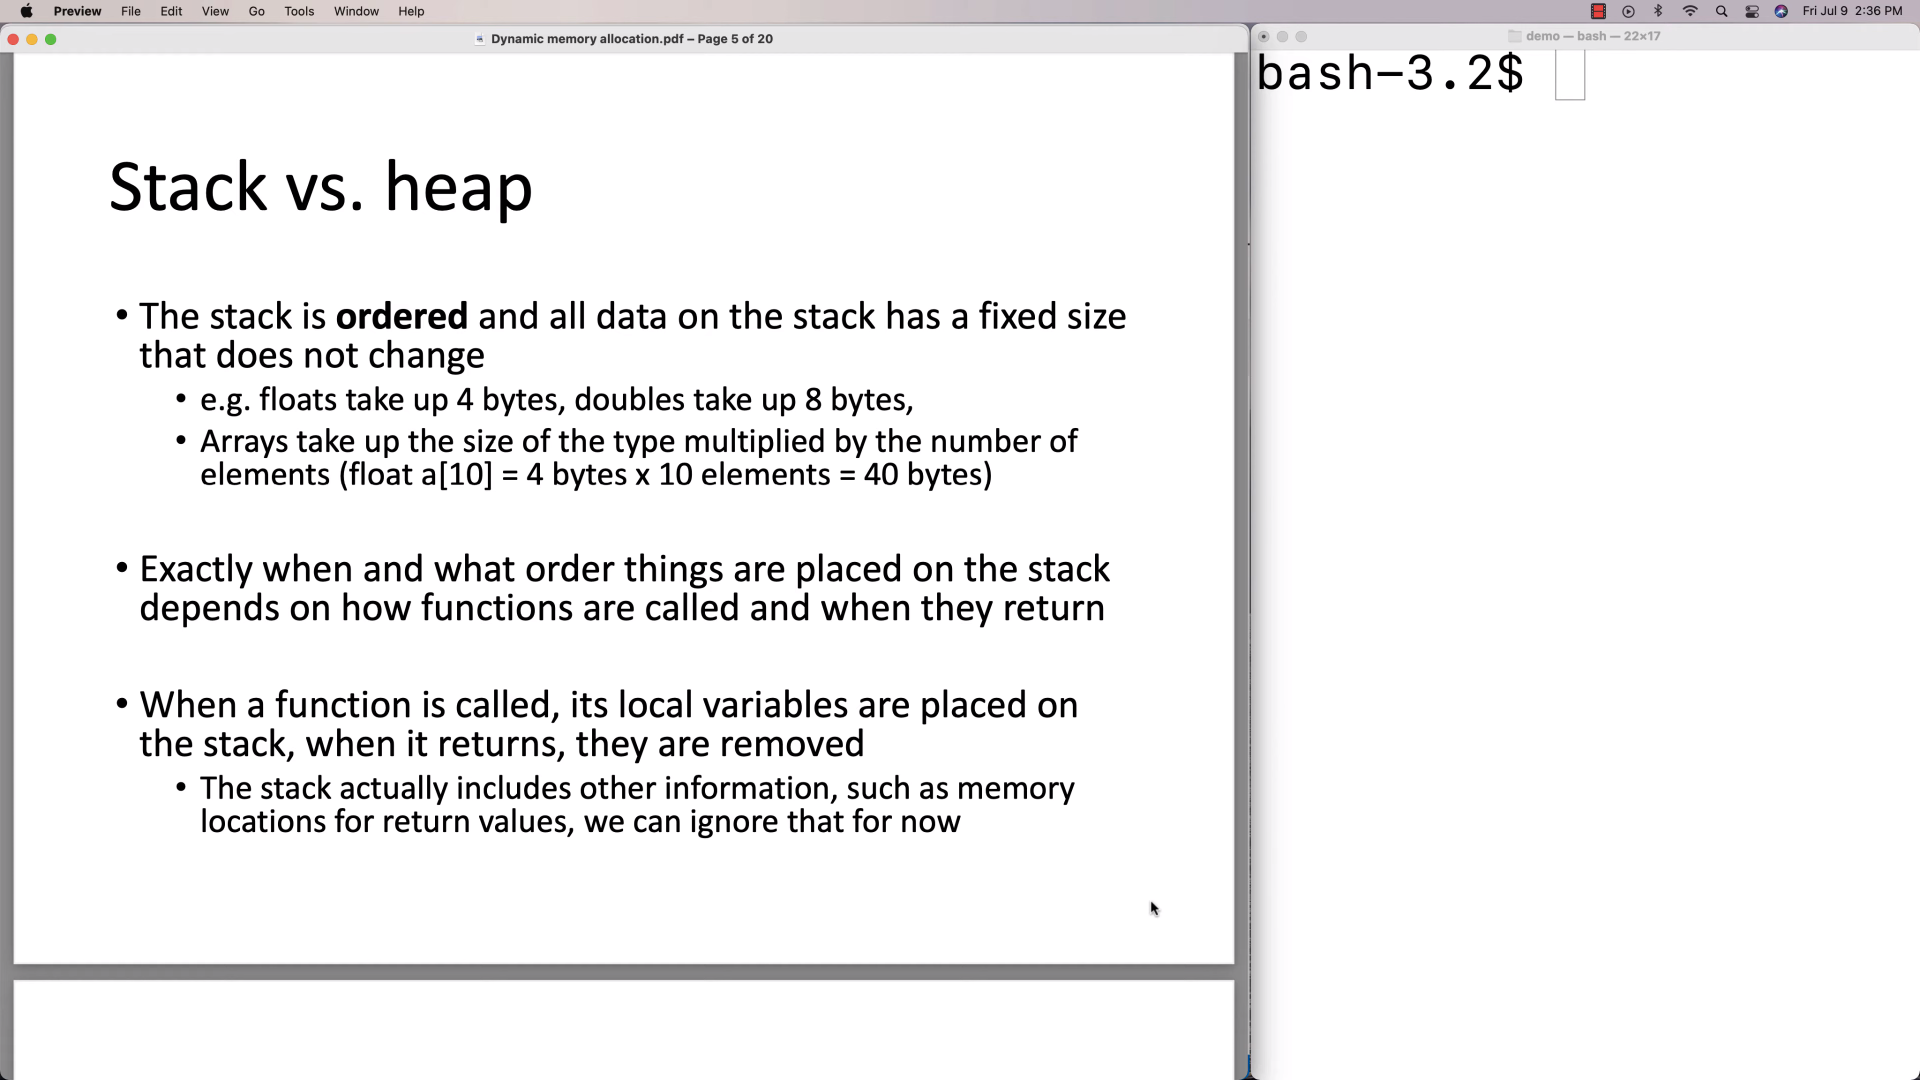 Preview File Edit View Go Tools Window Help Fri Jul 9 2:36 PM
Dynamic memory allocation.pdf – Page 5 of 20
demo — bash — 22×17
bash-3.2$
Stack vs. heap
• The stack is ordered and all data on the stack has a fixed size
that does not change
• e.g. floats take up 4 bytes, doubles take up 8 bytes,
• Arrays take up the size of the type multiplied by the number of
elements (float a[10] = 4 bytes x 10 elements = 40 bytes)
• Exactly when and what order things are placed on the stack
depends on how functions are called and when they return
• When a function is called, its local variables are placed on
the stack, when it returns, they are removed
• The stack actually includes other information, such as memory
locations for return values, we can ignore that for now